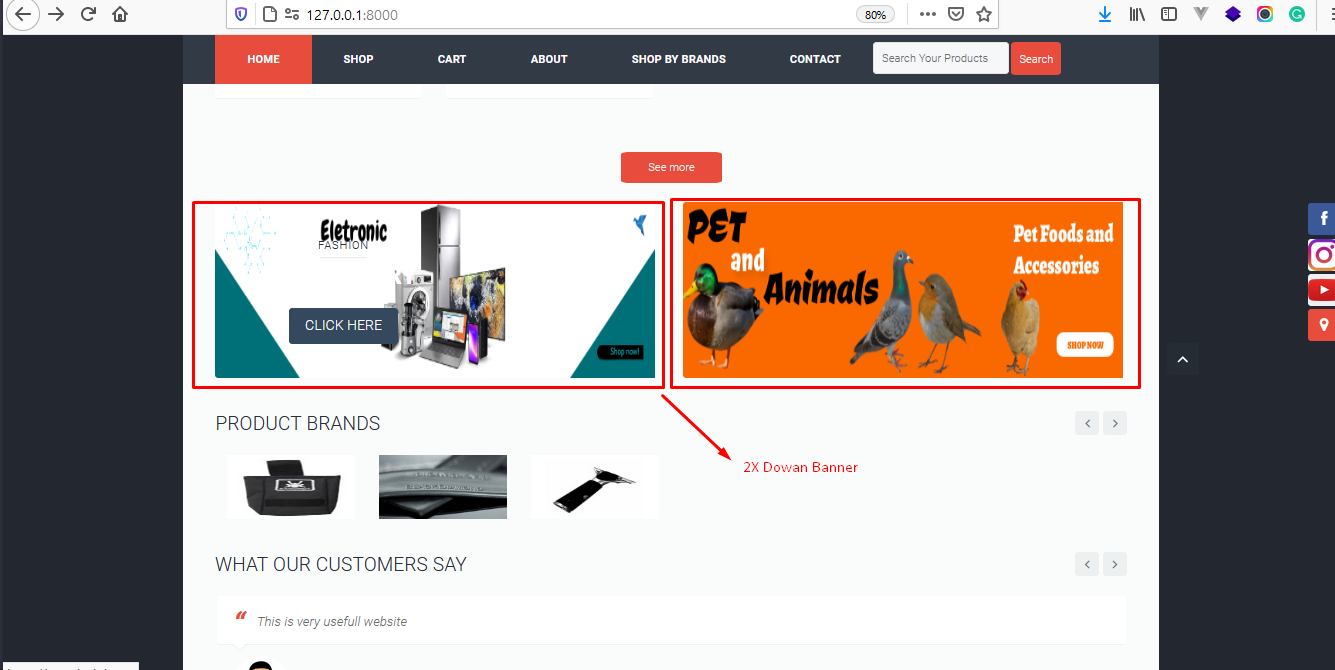 127.0.0.1:8000
80%
HOME SHOP CART ABOUT SHOP BY BRANDS CONTACT Search Your Products Search
See more
Eletronic
FASHION
CLICK HERE
Shop now!
PET
and
Animals
Pet Foods and
Accessories
SHOP NOW
PRODUCT BRANDS
2X Dowan Banner
WHAT OUR CUSTOMERS SAY
“ This is very usefull website